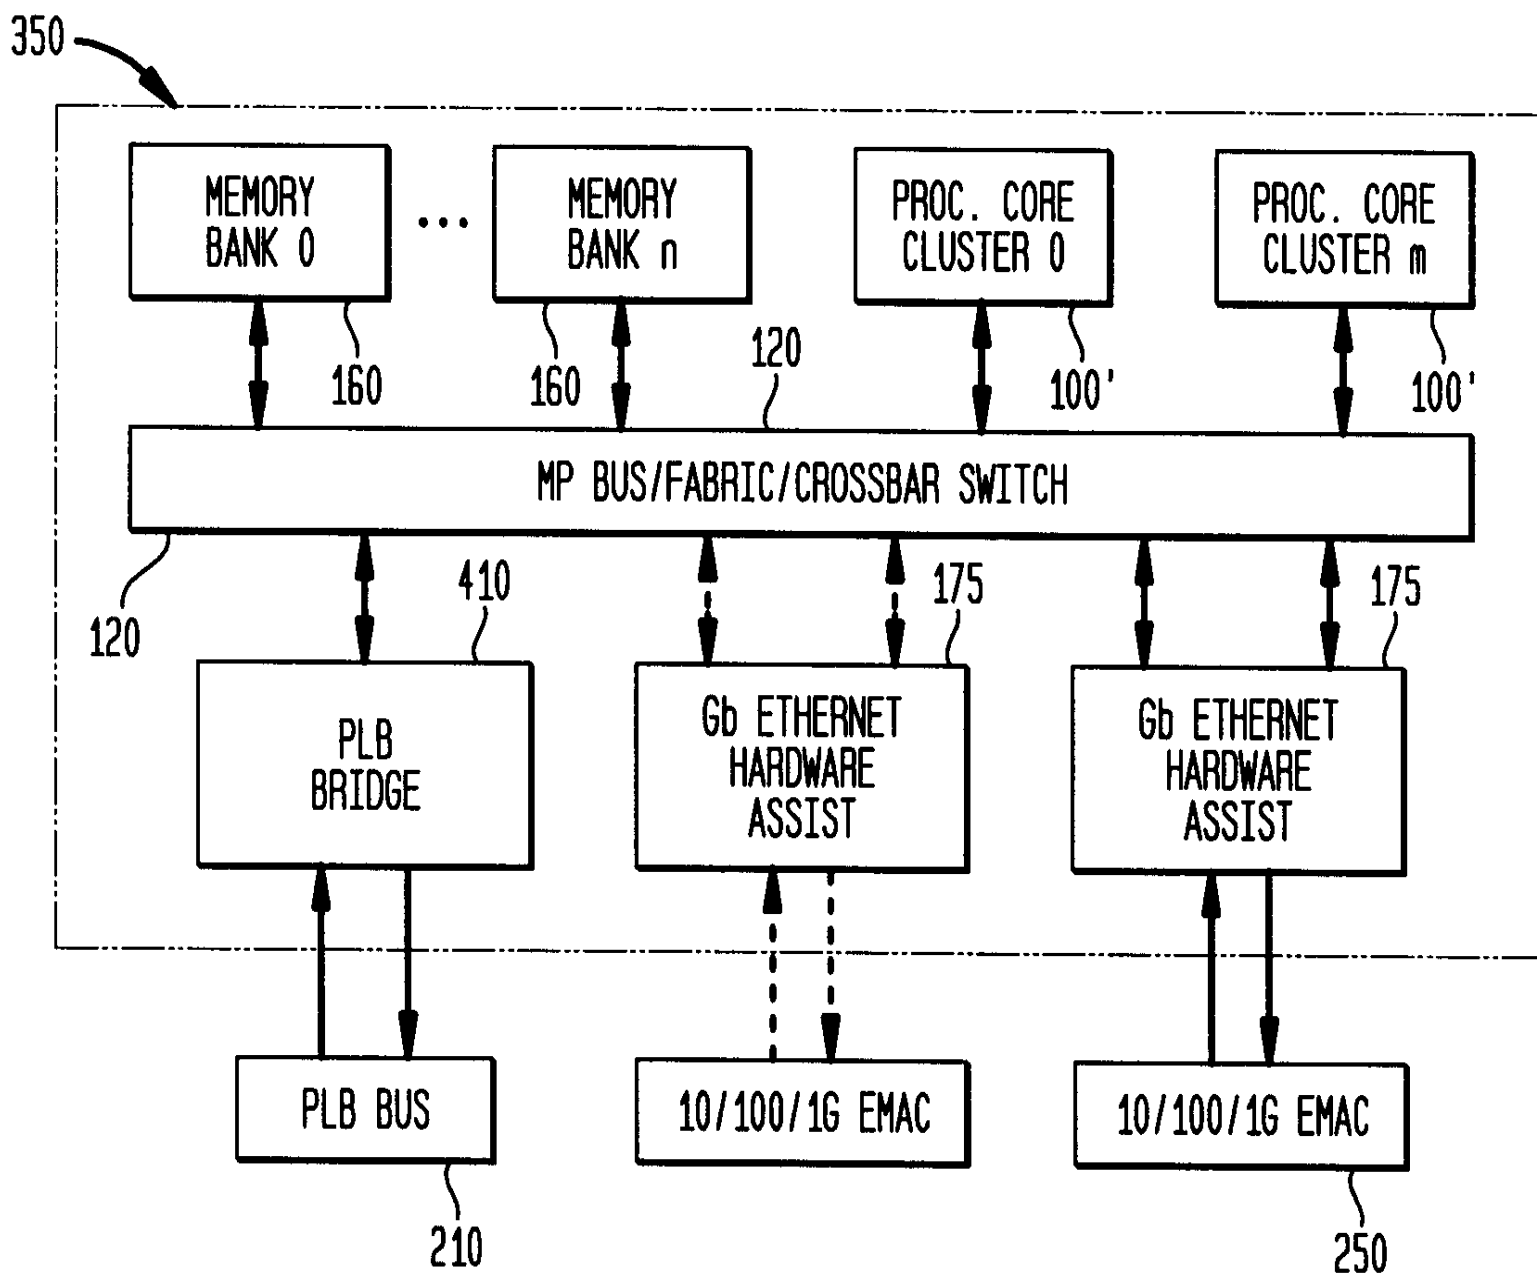 350
MEMORY
BANK 0
...
MEMORY
BANK n
PROC. CORE
CLUSTER 0
PROC. CORE
CLUSTER m
160
160
120
100'
100'
MP BUS/FABRIC/CROSSBAR SWITCH
120
410
175
175
PLB
BRIDGE
Gb ETHERNET
HARDWARE
ASSIST
Gb ETHERNET
HARDWARE
ASSIST
PLB BUS
10/100/1G EMAC
10/100/1G EMAC
210
250